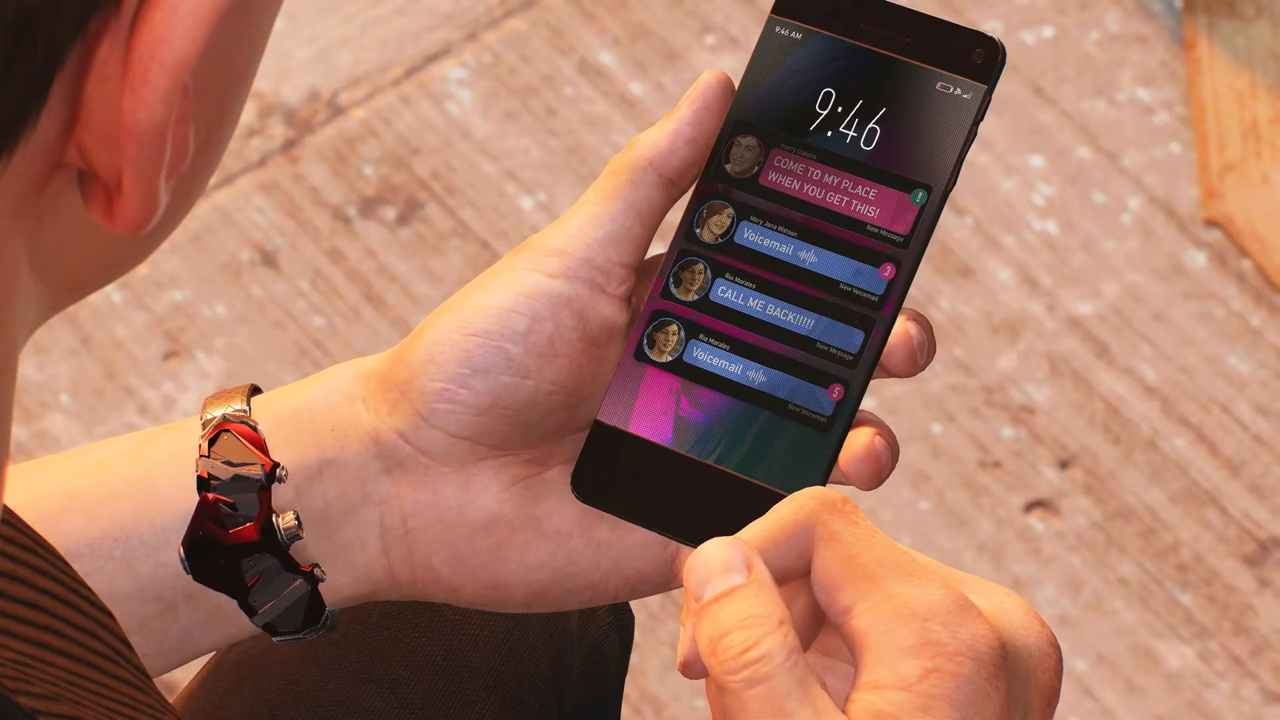 9:46 AM
9:46
Harry Osborn
COME TO MY PLACE
WHEN YOU GET THIS!
!
New Message
Mary Jane Watson
Voicemail
3
New Voicemail
Rio Morales
CALL ME BACK!!!!!
New Message
Rio Morales
Voicemail
5
New Voicemail